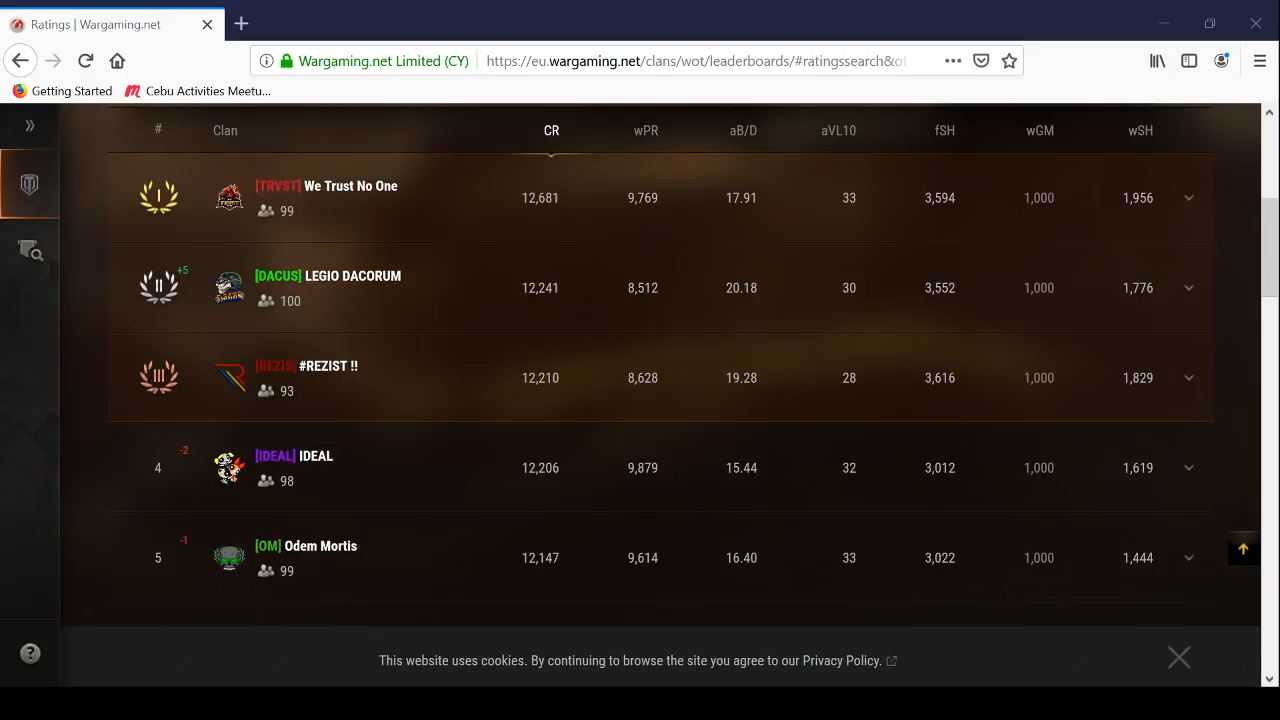 Ratings | Wargaming.net
Wargaming.net Limited (CY) https://eu.wargaming.net/clans/wot/leaderboards/#ratingssearch&of
Getting Started Cebu Activities Meetu...
# Clan CR wPR aB/D aVL10 fSH wGM wSH
I [TRVST] We Trust No One
99 12,681 9,769 17.91 33 3,594 1,000 1,956
II +5 [DACUS] LEGIO DACORUM
100 12,241 8,512 20.18 30 3,552 1,000 1,776
III [REZIS] #REZIST !!
93 12,210 8,628 19.28 28 3,616 1,000 1,829
4 -2 [IDEAL] IDEAL
98 12,206 9,879 15.44 32 3,012 1,000 1,619
5 -1 [OM] Odem Mortis
99 12,147 9,614 16.40 33 3,022 1,000 1,444
This website uses cookies. By continuing to browse the site you agree to our Privacy Policy.